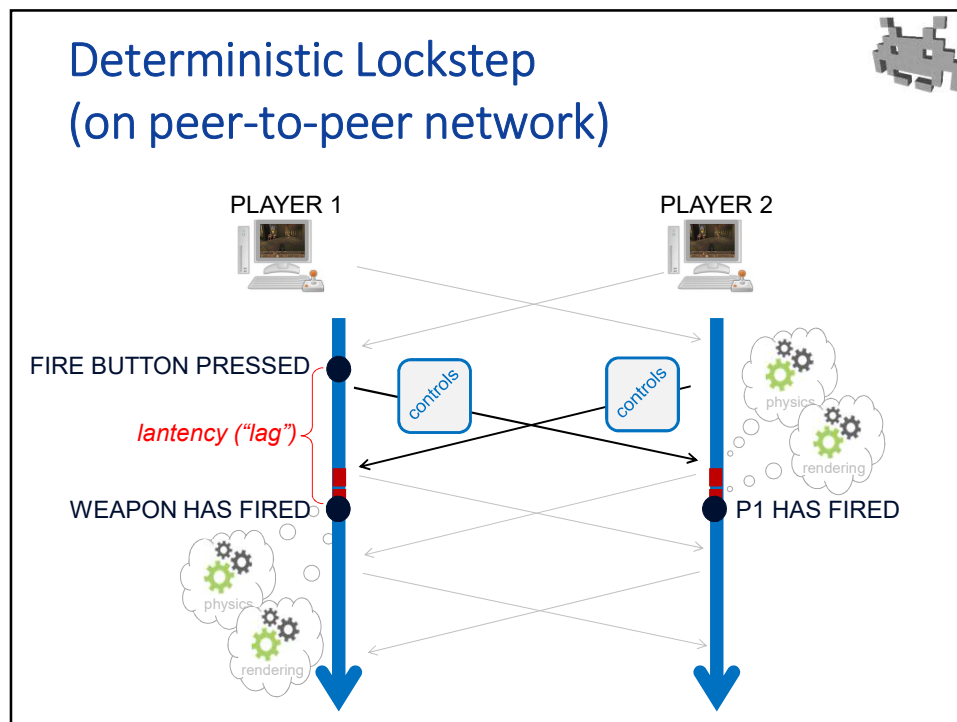 Deterministic Lockstep
(on peer-to-peer network)
PLAYER 1
PLAYER 2
FIRE BUTTON PRESSED
controls
controls
physics
lantency (“lag”)
rendering
WEAPON HAS FIRED
P1 HAS FIRED
physics
rendering